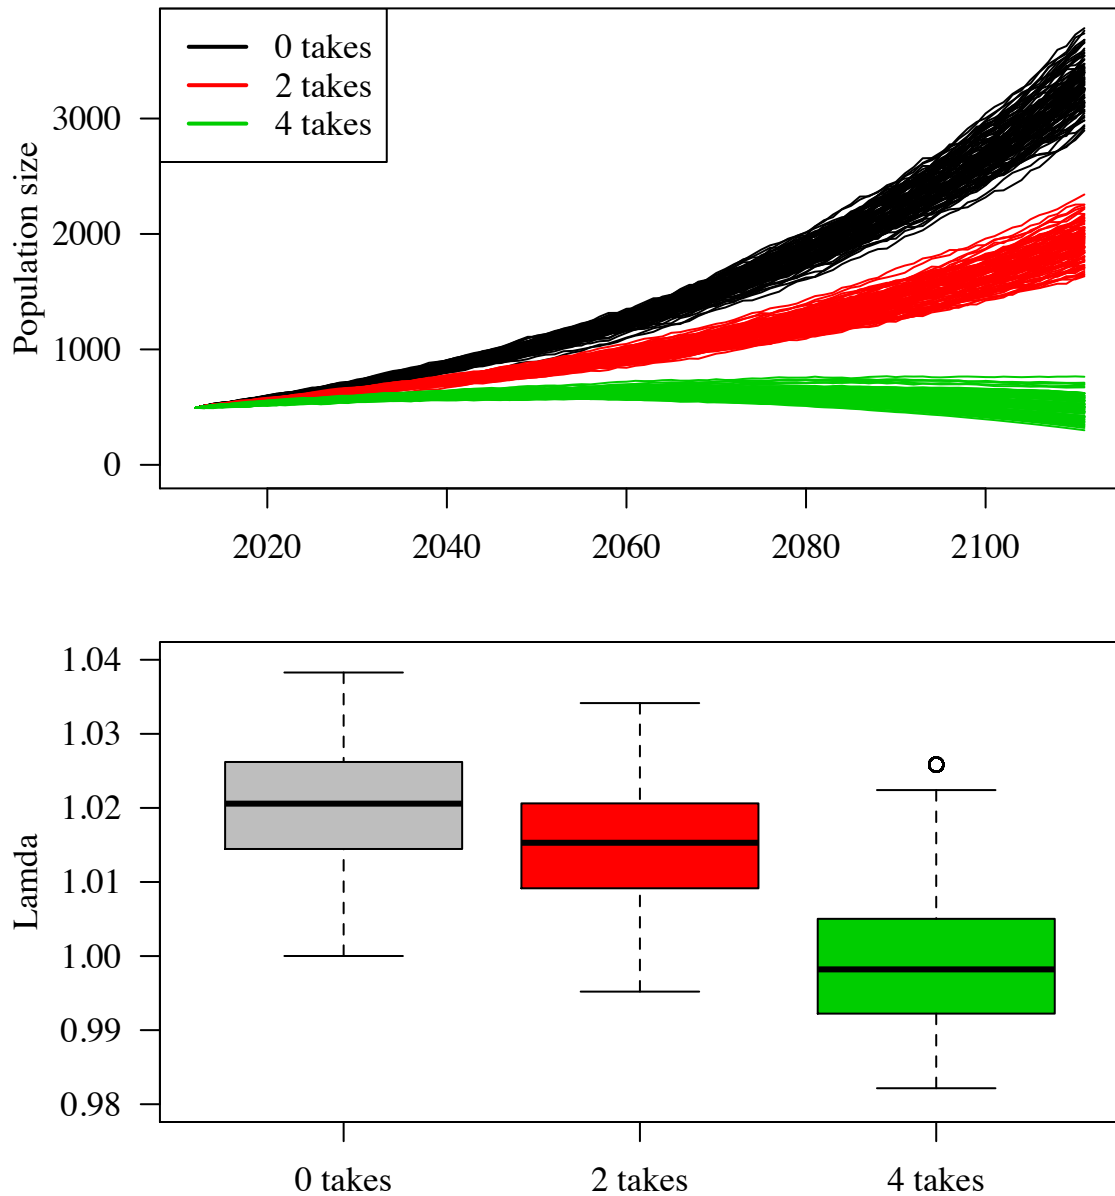 0 takes
2 takes
4 takes
Population size
3000
2000
1000
0
2020 2040 2060 2080 2100
Lamda
1.04
1.03
1.02
1.01
1.00
0.99
0.98
0 takes 2 takes 4 takes